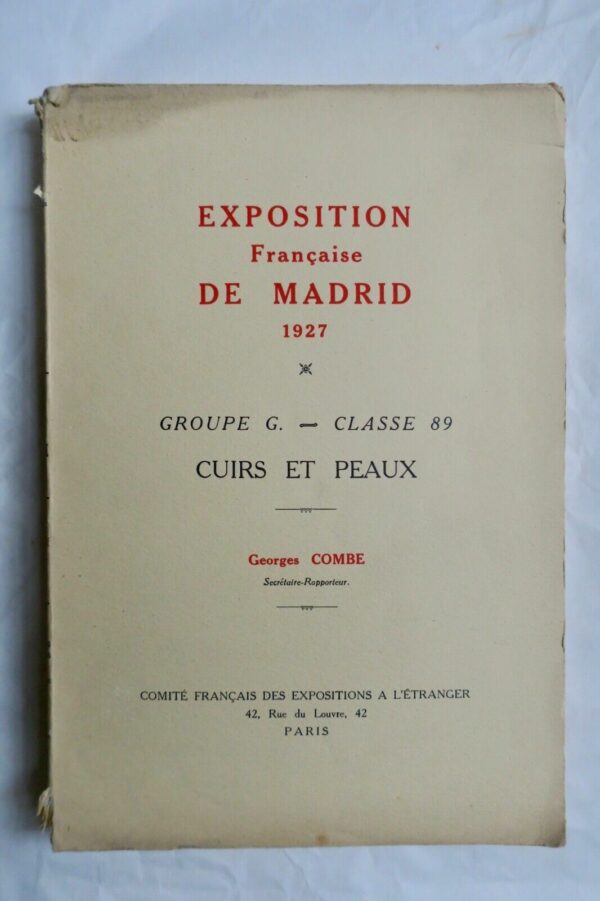 EXPOSITION
Française
DE MADRID
1927
GROUPE G. — CLASSE 89
CUIRS ET PEAUX
Georges COMBE
Secrétaire-Rapporteur.
COMITÉ FRANÇAIS DES EXPOSITIONS A L'ÉTRANGER
42, Rue du Louvre, 42
PARIS